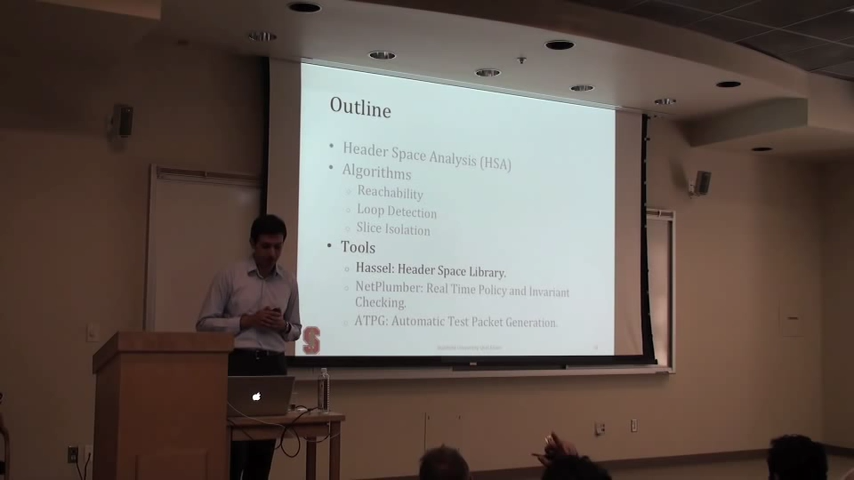 Outline
• Header Space Analysis (HSA)
• Algorithms
○ Reachability
○ Loop Detection
○ Slice Isolation
• Tools
○ Hassel: Header Space Library.
○ NetPlumber: Real Time Policy and Invariant
Checking.
○ ATPG: Automatic Test Packet Generation.
S